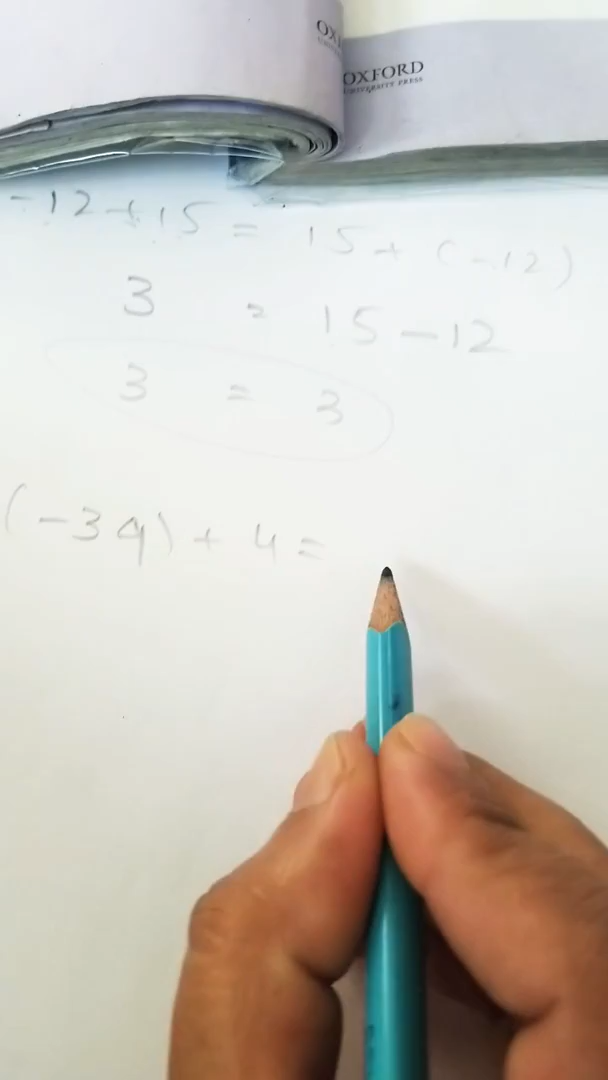 OXFORD
UNIVERSITY PRESS
-12+15 = 15+(-12)
3 = 15-12
3 = 3
(-34)+4=